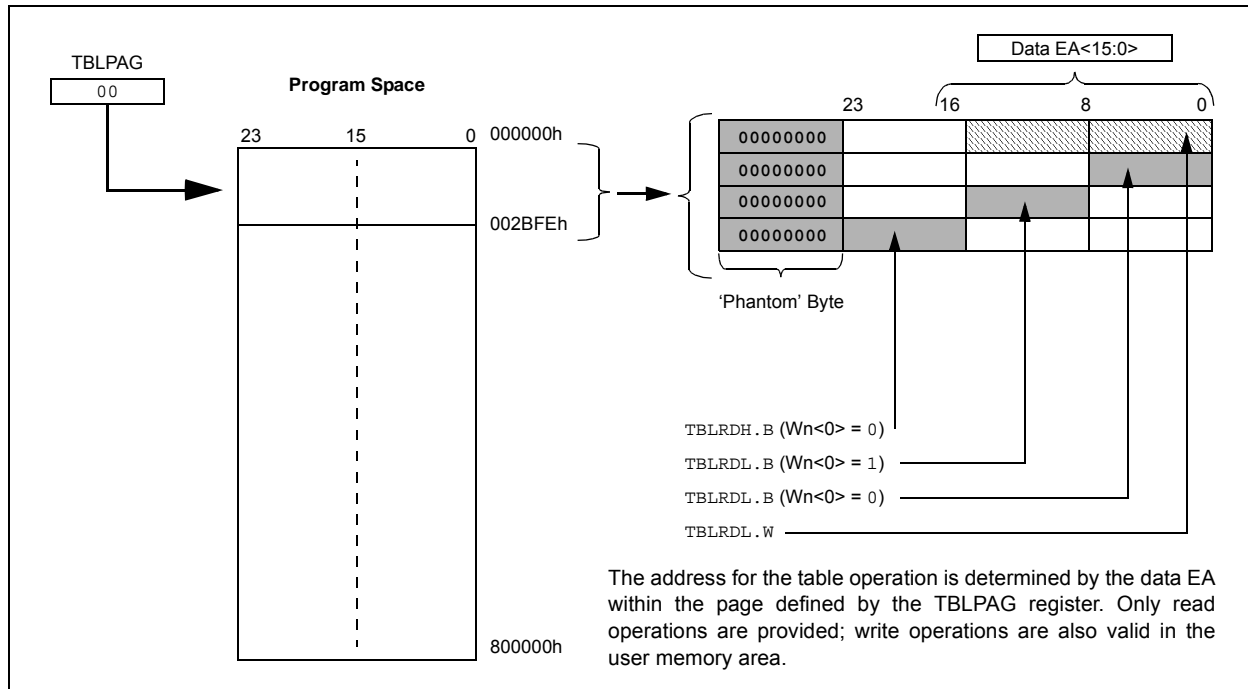 TBLPAG
00
Program Space
23 15 0
000000h
002BFEh
800000h
Data EA<15:0>
23 16 8 0
00000000
00000000
00000000
00000000
‘Phantom’ Byte
TBLRDH.B (Wn<0> = 0)
TBLRDL.B (Wn<0> = 1)
TBLRDL.B (Wn<0> = 0)
TBLRDL.W
The address for the table operation is determined by the data EA
within the page defined by the TBLPAG register. Only read
operations are provided; write operations are also valid in the
user memory area.